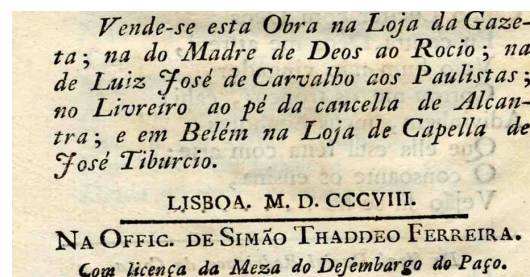 Vende-se esta Obra na Loja da Gaze-
ta; na do Madre de Deos ao Rocio; na
de Luiz José de Carvalho aos Paulistas;
no Livreiro ao pé da cancella de Alcan-
tra; e em Belém na Loja de Capella de
José Tiburcio.
LISBOA. M. D. CCCVIII.
NA OFFIC. DE SIMÃO THADDEO FERREIRA.
Com licença da Meza do Desembargo do Paço.